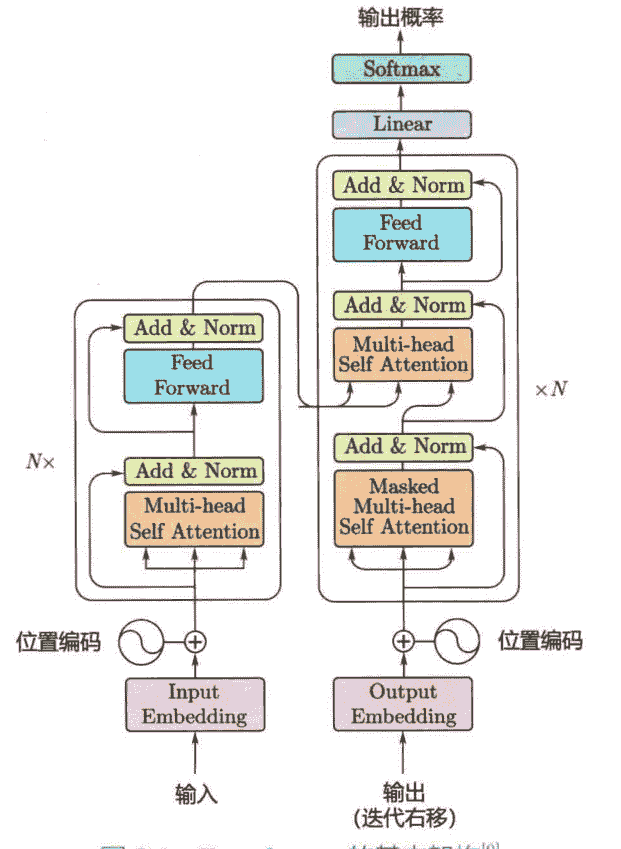 输出概率
Softmax
Linear
Add & Norm
Feed
Forward
Add & Norm
Multi-head
Self Attention
×N
Add & Norm
Masked
Multi-head
Self Attention
Add & Norm
Feed
Forward
N×
Add & Norm
Multi-head
Self Attention
位置编码
位置编码
Input
Embedding
Output
Embedding
输入
输出
(迭代右移)